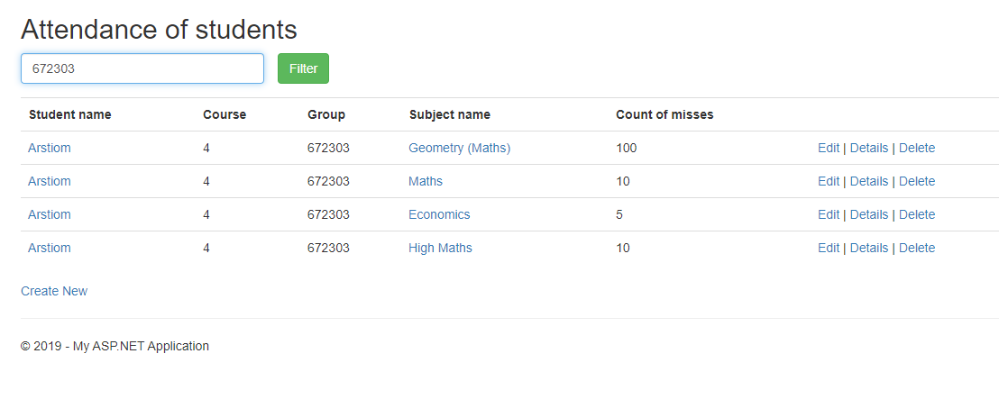 Attendance of students
672303 Filter
Student name Course Group Subject name Count of misses
Arstiom 4 672303 Geometry (Maths) 100 Edit | Details | Delete
Arstiom 4 672303 Maths 10 Edit | Details | Delete
Arstiom 4 672303 Economics 5 Edit | Details | Delete
Arstiom 4 672303 High Maths 10 Edit | Details | Delete
Create New
© 2019 - My ASP.NET Application